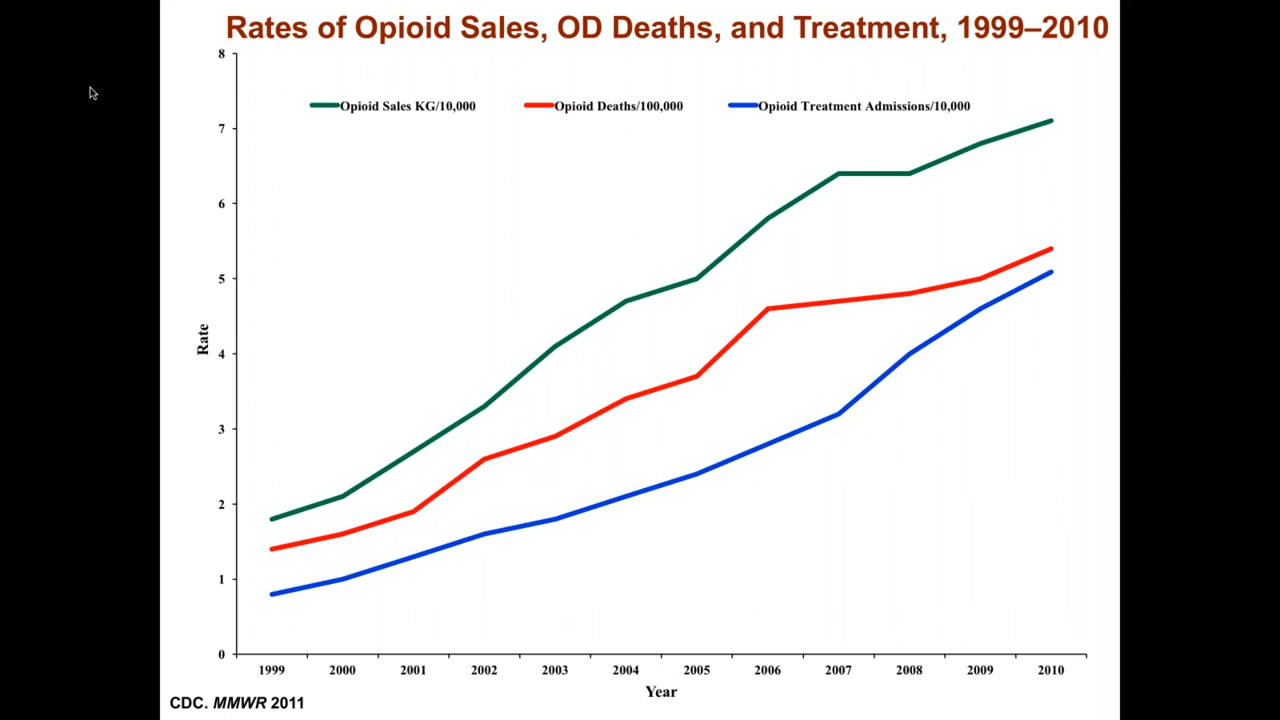 Rates of Opioid Sales, OD Deaths, and Treatment, 1999–2010
8
Opioid Sales KG/10,000 Opioid Deaths/100,000 Opioid Treatment Admissions/10,000
7
6
5
Rate
4
3
2
1
0
1999 2000 2001 2002 2003 2004 2005 2006 2007 2008 2009 2010
Year
CDC. MMWR 2011